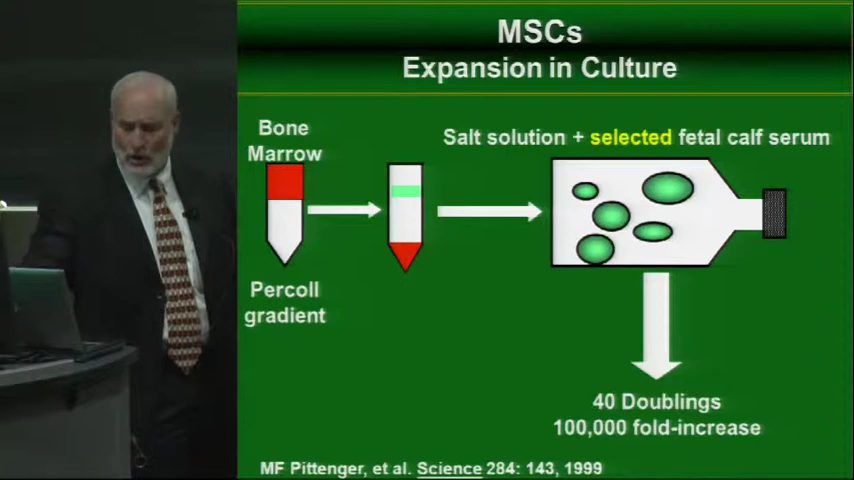 MSCs
Expansion in Culture
Bone
Marrow
Salt solution + selected fetal calf serum
Percoll
gradient
40 Doublings
100,000 fold-increase
MF Pittenger, et al. Science 284: 143, 1999